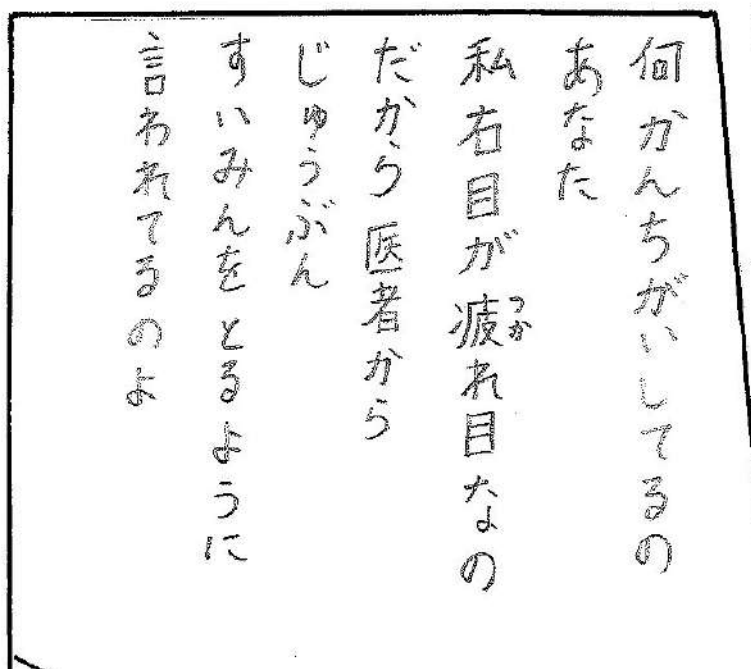 何かんちがいしてるの
あなた
私右目が疲れ目なの
つか
だから医者から
じゅうぶん
すいみんをとるように
言われてるのよ